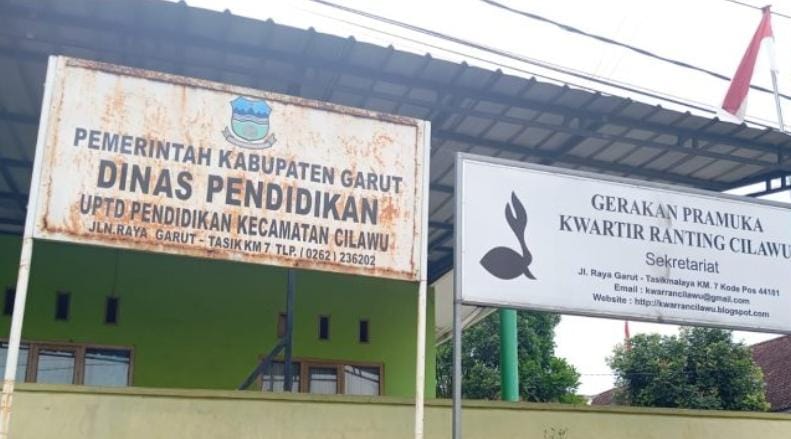 PEMERINTAH KABUPATEN GARUT
DINAS PENDIDIKAN
UPTD PENDIDIKAN KECAMATAN CILAWU
JLN.RAYA GARUT - TASIK KM 7 TLP. ( 0262 ) 236202
GERAKAN PRAMUKA
KWARTIR RANTING CILAWU
Sekretariat
Jl. Raya Garut - Tasikmalaya KM. 7 Kode Pos 44181
Email : kwarrancilawu@gmail.com
Website : http://kwarrancilawu.blogspot.com